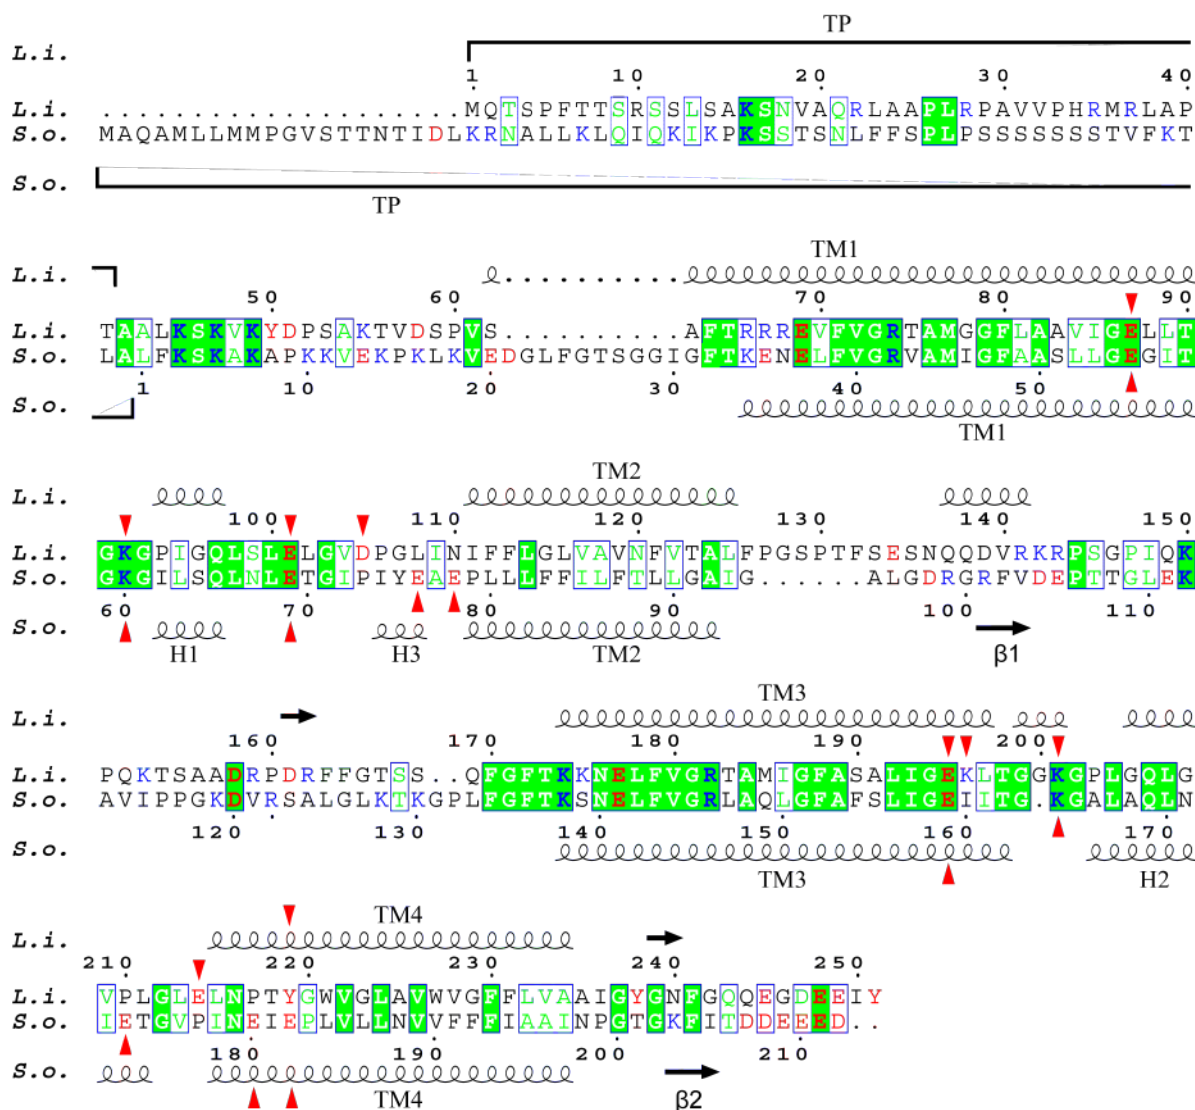 TP
L.i.
1 10 20 30 40
L.i. ....................MQTSPFTTSRSSLSAKSNVAQRLAAPLRPAVVPHRMRLAP
S.o. MAQAMLLMMPGVSTTNTIDLKRNALLKLQIQKIKPKSSTSNLFFSPLPSSSSSSSTVFKT
S.o.
TP
TM1
L.i.
50 60 70 80 90
L.i. TAALKSKVKYDPSAKTVDSPVS..........AFTRRREVFVGRTAMGGFLAAVIGELLT
S.o. LALFKSKAKAPKKVEKPKLKVEDGLFGTSGGIGFTKENELFVGRVAMIGFAASLLGEGIT
1 10 20 30 40 50
S.o.
TM1
TM2
L.i.
100 110 120 130 140 150
L.i. GKGPIGQLSLELGVDPGLINIFFLGLVAVNFVTALFPGSPTFSESNQQDVRKRPSGPIQK
S.o. GKGILSQLNLETGIPIYEAEPLLLFFILFTLLGAIG......ALGDRGRFVDEPTTGLEK
60 70 80 90 100 110
S.o.
H1 H3 TM2 β1
TM3
L.i.
160 170 180 190 200
L.i. PQKTSAADRPDRFFGTSS..QFGFTKKNELFVGRTAMIGFASALIGEKLTGGKGPLGQLG
S.o. AVIPPGKDVRSALGLKTKGPLFGFTKSNELFVGRLAQLGFAFSLIGEIITG.KGALAQLN
120 130 140 150 160 170
S.o.
TM3 H2
TM4
L.i.
210 220 230 240 250
L.i. VPLGLELNPTYGWVGLAVWVGFFLVAAIGYGNFGQQEGDEEIY
S.o. IETGVPINEIEPLVLLNVVFFFIAAINPGTGKFITDDEEED..
180 190 200 210
S.o.
TM4 β2